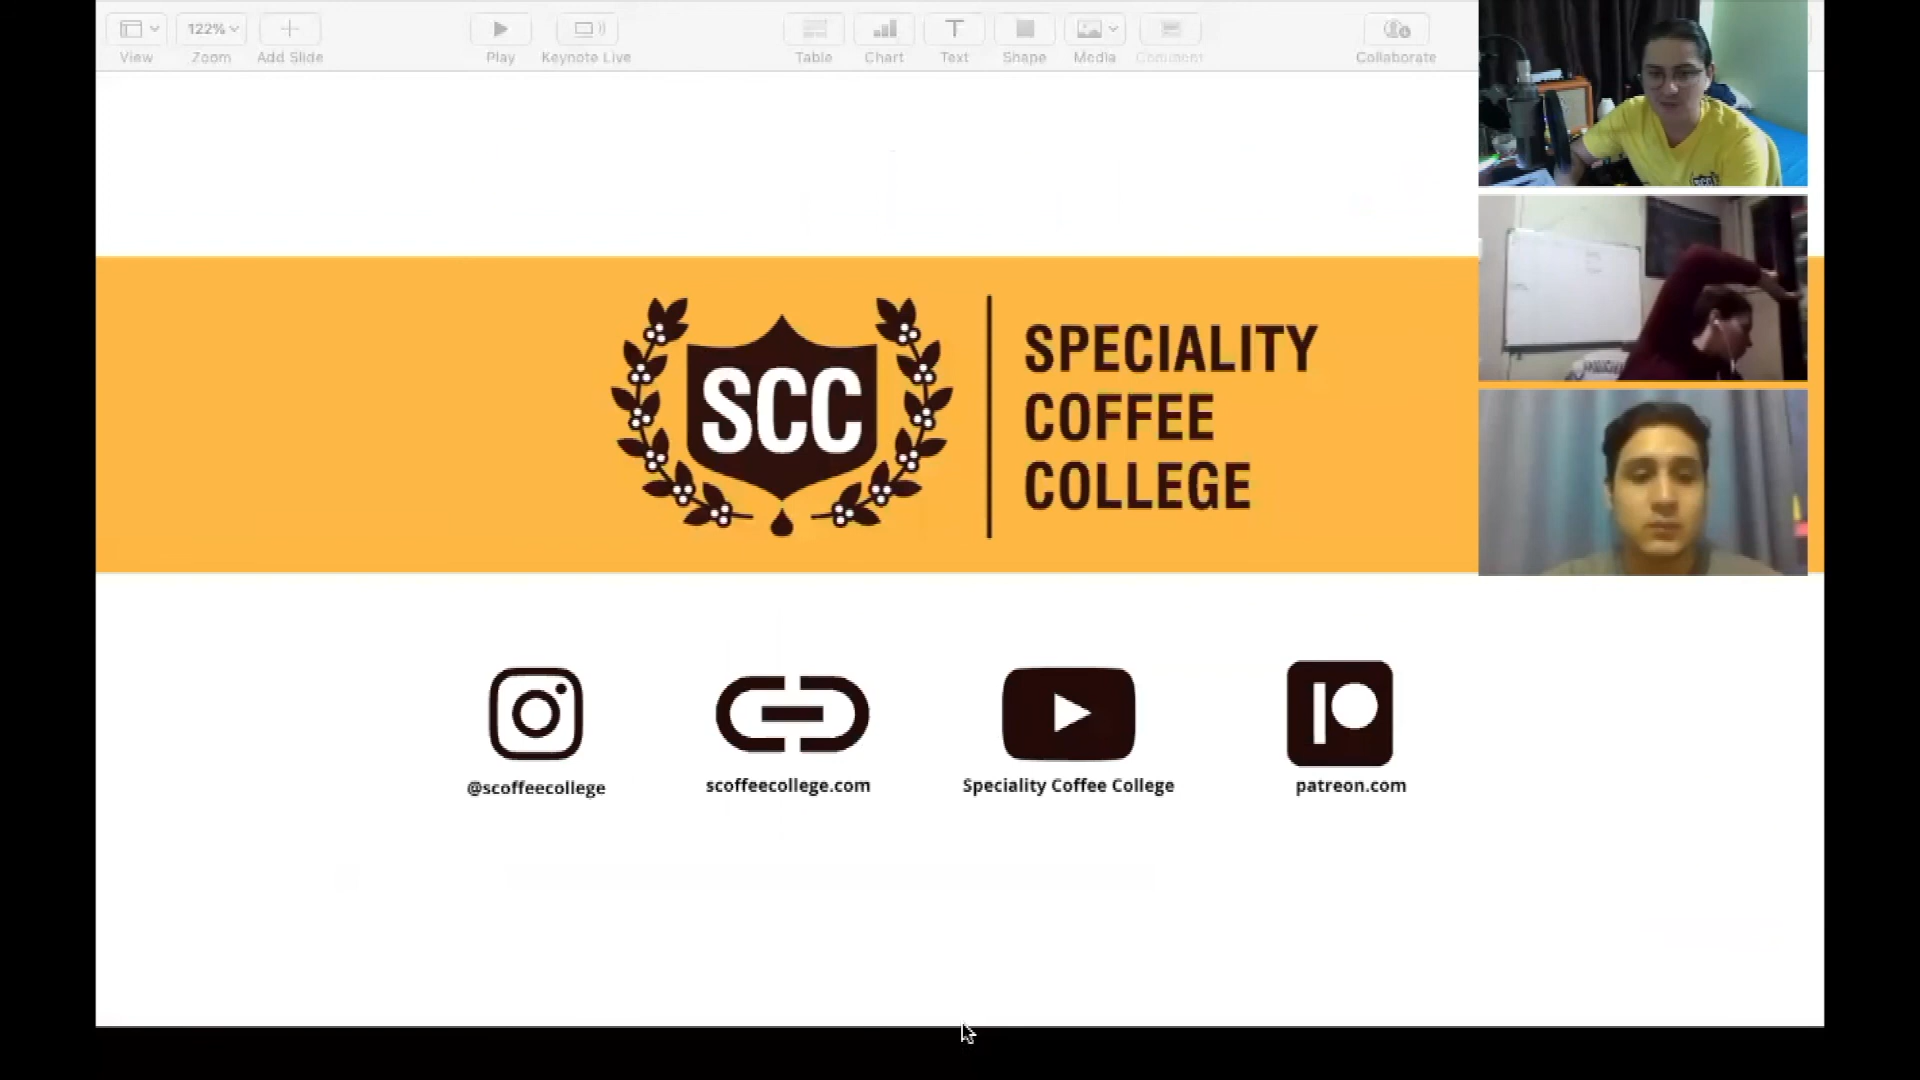 122%
View
Zoom
Add Slide
Play
Keynote Live
Table
Chart
Text
Shape
Media
Comment
Collaborate
SCC
SPECIALITY
COFFEE
COLLEGE
@scoffeecollege
scoffeecollege.com
Speciality Coffee College
patreon.com